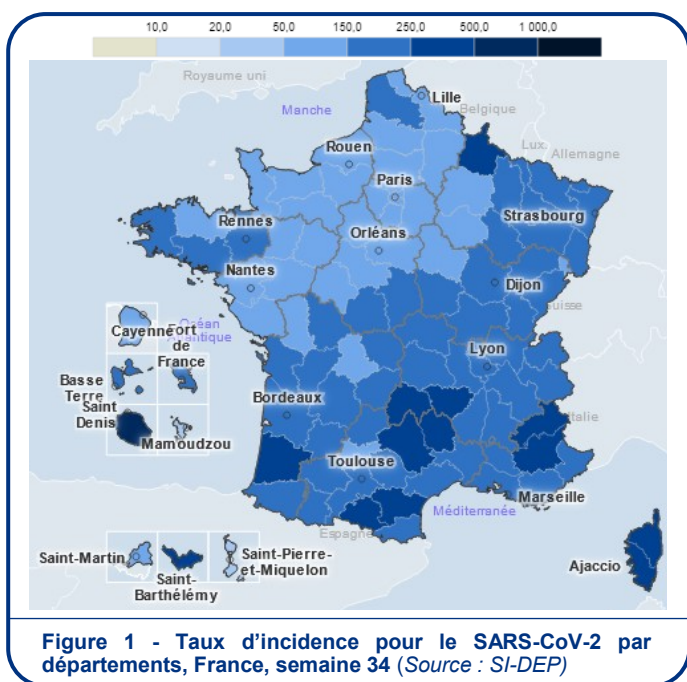 10,0 20,0 50,0 150,0 250,0 500,0 1 000,0
Royaume uni
Lille
Belgique
Manche
Lux.
Allemagne
Rouen
Paris
Strasbourg
Rennes
Orléans
Nantes
Dijon
Suisse
Océan
Atlantique
Cayenne
Fort
de
France
Lyon
Basse
Terre
Bordeaux
Saint
Denis
Mamoudzou
Italie
Toulouse
Marseille
Méditerranée
Espagne
Saint-Martin
Saint-Pierre-
et-Miquelon
Saint-
Barthélémy
Ajaccio
Figure 1 - Taux d’incidence pour le SARS-CoV-2 par
départements, France, semaine 34 (Source : SI-DEP)